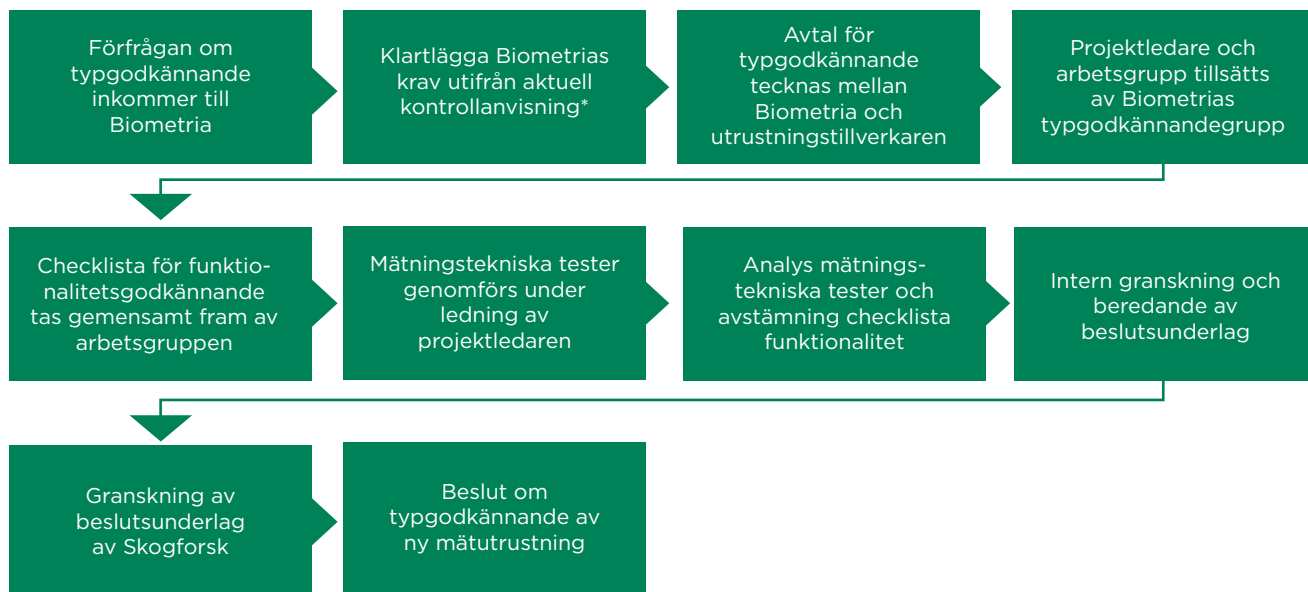 Förfrågan om
typgodkännande
inkommer till
Biometria
Klartlägga Biometrias
krav utifrån aktuell
kontrollanvisning*
Avtal för
typgodkännande
tecknas mellan
Biometria och
utrustningstillverkaren
Projektledare och
arbetsgrupp tillsätts
av Biometrias
typgodkännandegrupp
Checklista för funktio-
nalitetsgodkännande
tas gemensamt fram av
arbetsgruppen
Mätningstekniska tester
genomförs under
ledning av
projektledaren
Analys mätnings-
tekniska tester och
avstämning checklista
funktionalitet
Intern granskning och
beredande av
beslutsunderlag
Granskning av
beslutsunderlag
av Skogforsk
Beslut om
typgodkännande av
ny mätutrustning